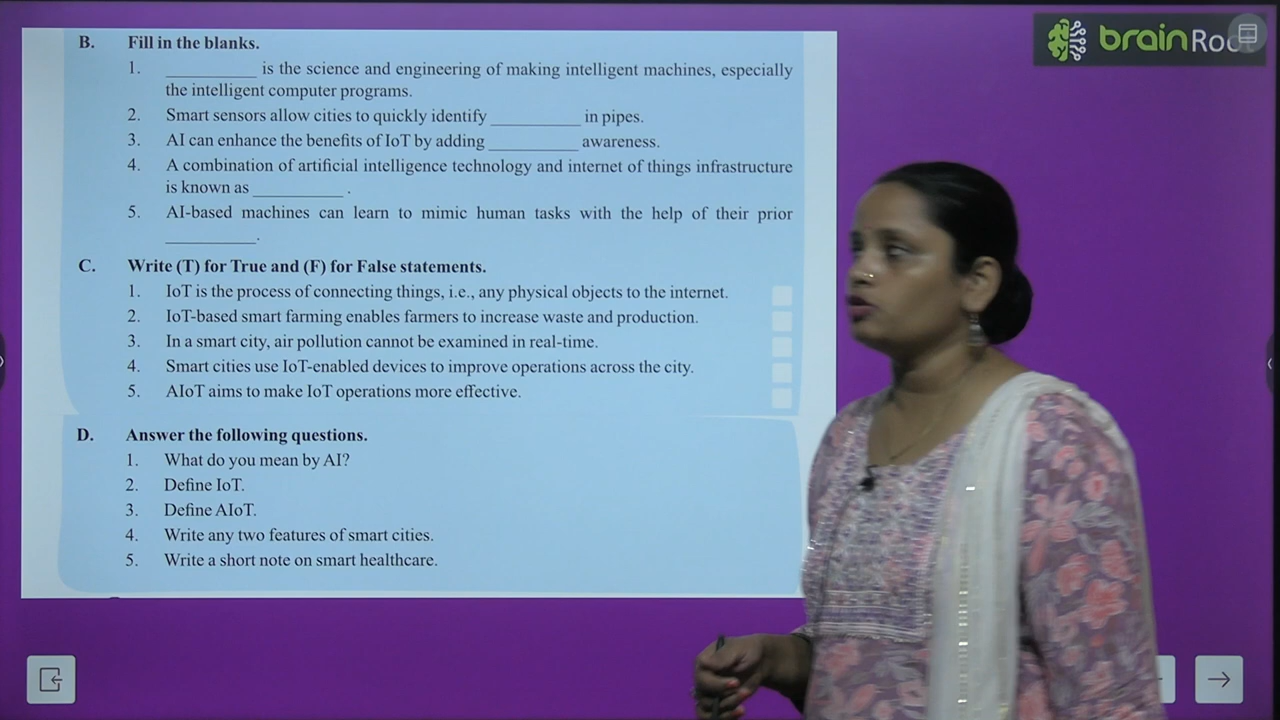 brainRoot
B. Fill in the blanks.
1. __________ is the science and engineering of making intelligent machines, especially
the intelligent computer programs.
2. Smart sensors allow cities to quickly identify __________ in pipes.
3. AI can enhance the benefits of IoT by adding __________ awareness.
4. A combination of artificial intelligence technology and internet of things infrastructure
is known as __________ .
5. AI-based machines can learn to mimic human tasks with the help of their prior
__________.
C. Write (T) for True and (F) for False statements.
1. IoT is the process of connecting things, i.e., any physical objects to the internet.
2. IoT-based smart farming enables farmers to increase waste and production.
3. In a smart city, air pollution cannot be examined in real-time.
4. Smart cities use IoT-enabled devices to improve operations across the city.
5. AIoT aims to make IoT operations more effective.
D. Answer the following questions.
1. What do you mean by AI?
2. Define IoT.
3. Define AIoT.
4. Write any two features of smart cities.
5. Write a short note on smart healthcare.